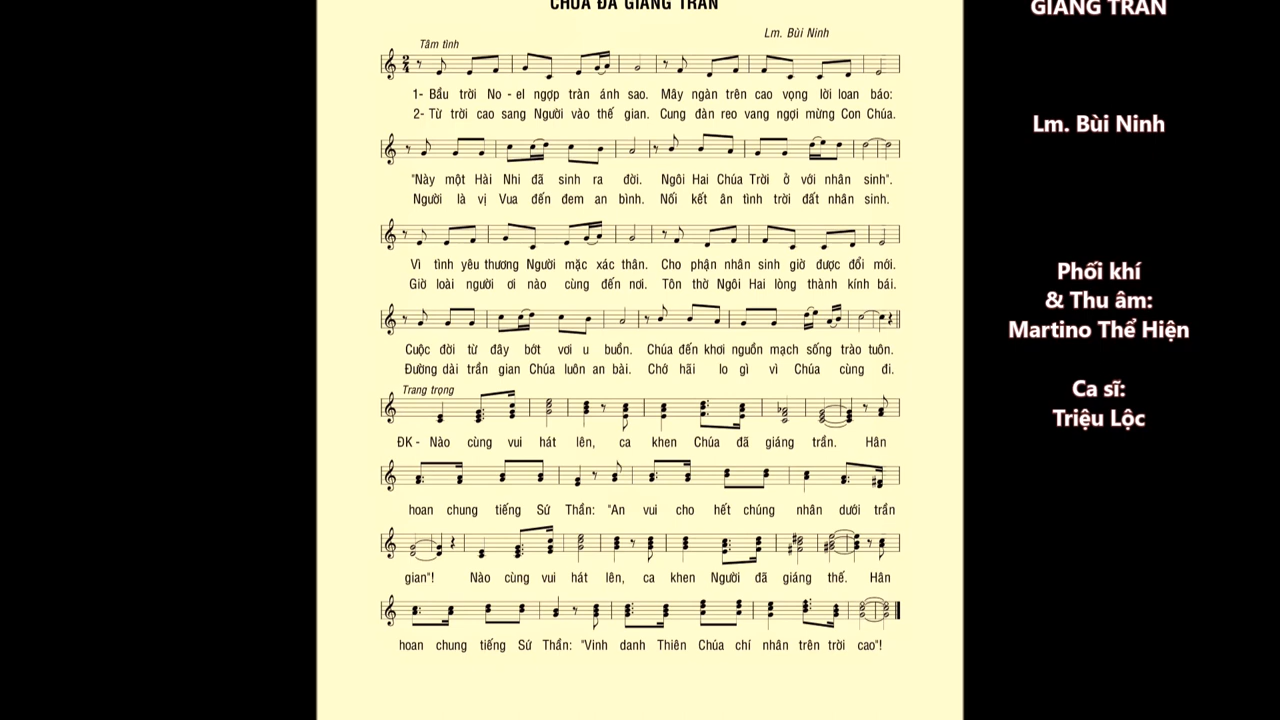 CHÚA ĐÃ GIÁNG TRẦN
Lm. Bùi Ninh
Tâm tình
1- Bầu trời No - el ngợp tràn ánh sao. Mây ngàn trên cao vọng lời loan báo:
2- Từ trời cao sang Người vào thế gian. Cung đàn reo vang ngợi mừng Con Chúa.
"Này một Hài Nhi đã sinh ra đời. Ngôi Hai Chúa Trời ở với nhân sinh".
Người là vị Vua đến đem an bình. Nối kết ân tình trời đất nhân sinh.
Vì tình yêu thương Người mặc xác thân. Cho phận nhân sinh giờ được đổi mới.
Giờ loài người ơi nào cùng đến nơi. Tôn thờ Ngôi Hai lòng thành kính bái.
Cuộc đời từ đây bớt vơi u buồn. Chúa đến khơi nguồn mạch sống trào tuôn.
Đường dài trần gian Chúa luôn an bài. Chớ hãi lo gì vì Chúa cùng đi.
Trang trọng
ĐK - Nào cùng vui hát lên, ca khen Chúa đã giáng trần. Hân
hoan chung tiếng Sứ Thần: "An vui cho hết chúng nhân dưới trần
gian"! Nào cùng vui hát lên, ca khen Người đã giáng thế. Hân
hoan chung tiếng Sứ Thần: "Vinh danh Thiên Chúa chí nhân trên trời cao"!
GIÁNG TRẦN
Lm. Bùi Ninh
Phối khí
& Thu âm:
Martino Thể Hiện
Ca sĩ:
Triệu Lộc